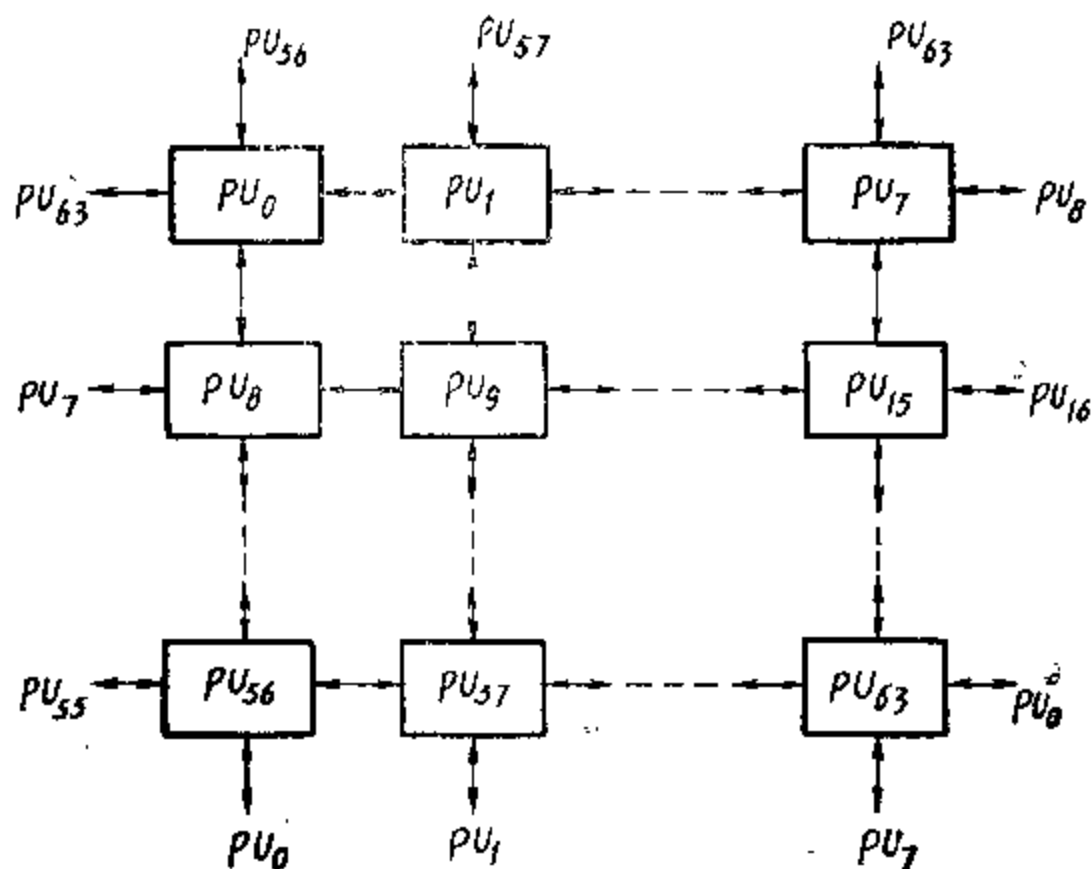 PU₅₆ PU₅₇ PU₆₃
PU₆₃ PU₀ PU₁ PU₇ PU₈
PU₇ PU₈ PU₉ PU₁₅ PU₁₆
PU₅₅ PU₅₆ PU₅₇ PU₆₃ PU₀
PU₀ PU₁ PU₇